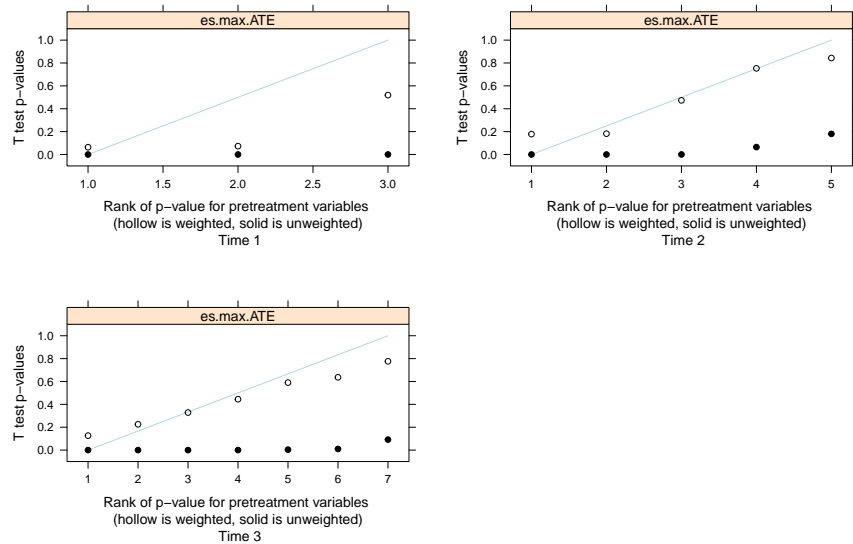 es.max.ATE
T test p−values
1.0
0.8
0.6
0.4
0.2
0.0
1.0 1.5 2.0 2.5 3.0
Rank of p−value for pretreatment variables
(hollow is weighted, solid is unweighted)
Time 1
es.max.ATE
T test p−values
1.0
0.8
0.6
0.4
0.2
0.0
1 2 3 4 5
Rank of p−value for pretreatment variables
(hollow is weighted, solid is unweighted)
Time 2
es.max.ATE
T test p−values
1.0
0.8
0.6
0.4
0.2
0.0
1 2 3 4 5 6 7
Rank of p−value for pretreatment variables
(hollow is weighted, solid is unweighted)
Time 3